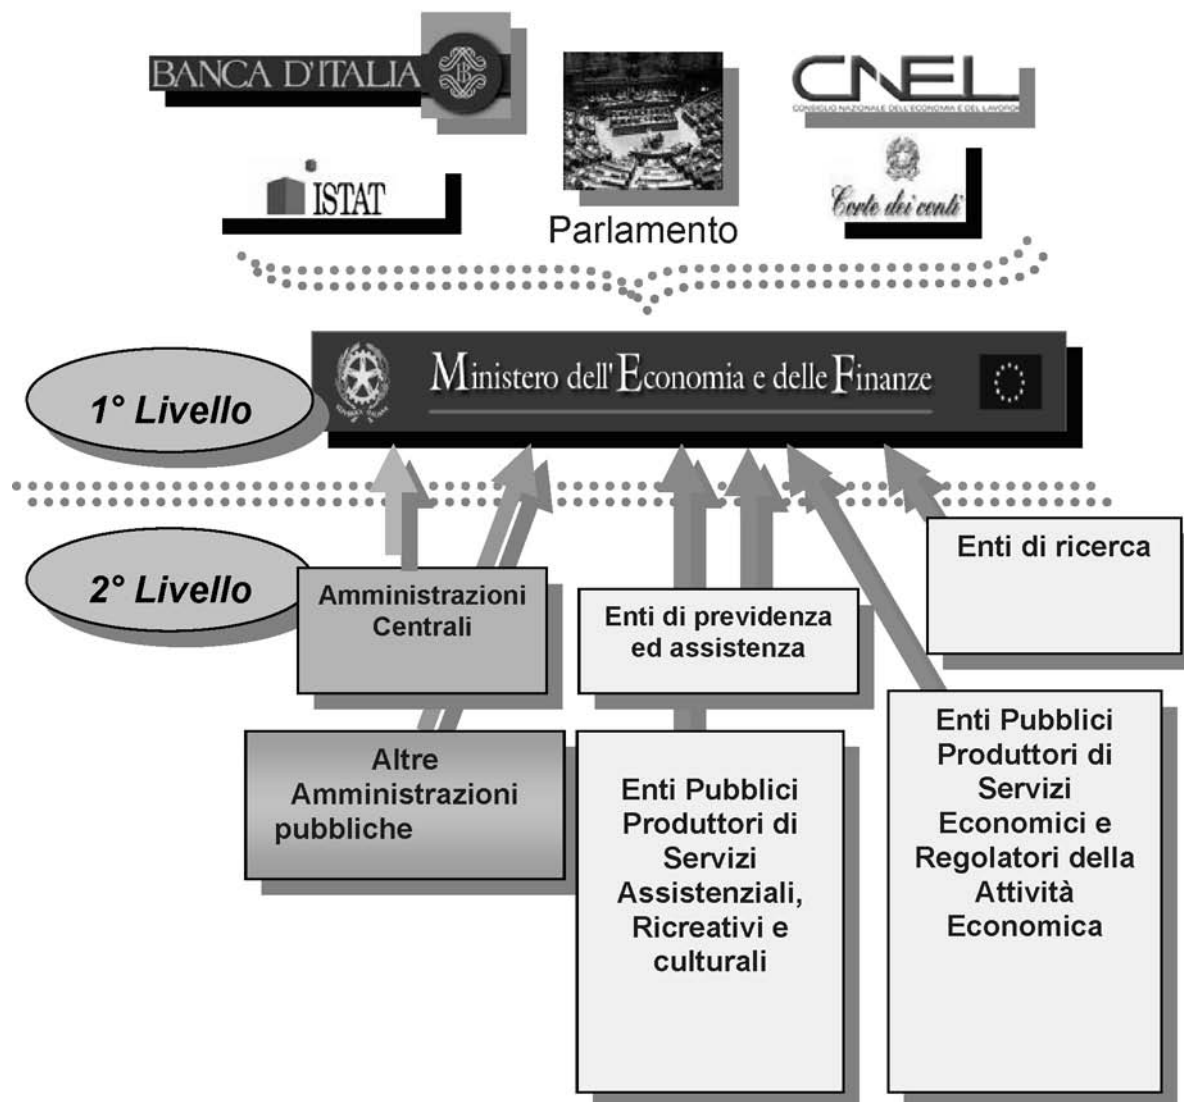 BANCA D'ITALIA
CNEL
CONSIGLIO NAZIONALE DELL'ECONOMIA E DEL LAVORO
ISTAT
Corte dei conti
Parlamento
Ministero dell'Economia e delle Finanze
1° Livello
2° Livello
Amministrazioni
Centrali
Enti di previdenza
ed assistenza
Enti di ricerca
Altre
Amministrazioni
pubbliche
Enti Pubblici
Produttori di
Servizi
Assistenziali,
Ricreativi e
culturali
Enti Pubblici
Produttori di
Servizi
Economici e
Regolatori della
Attività
Economica